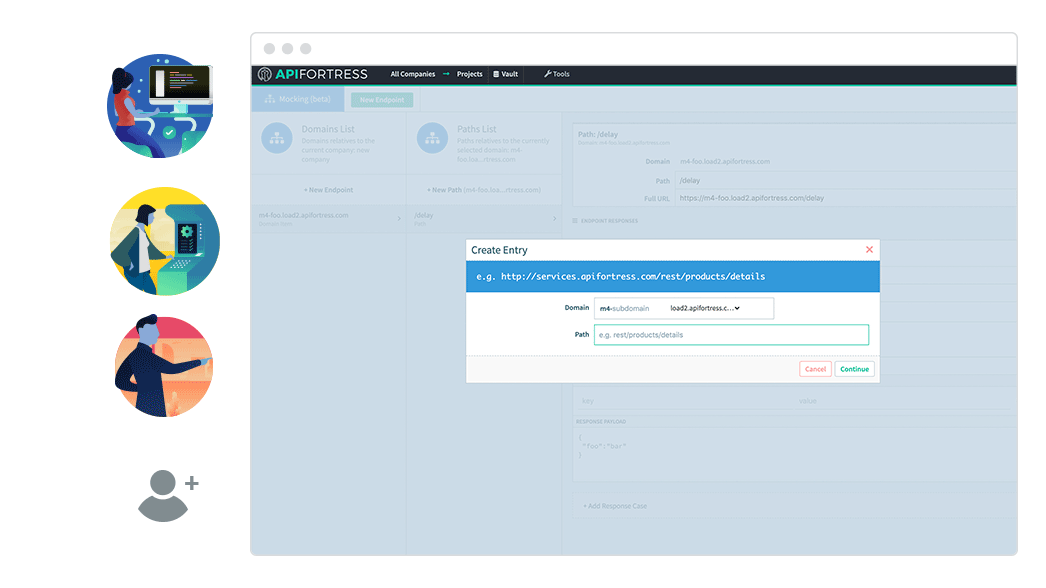 APIFORTRESS
All Companies → Projects
Vault
Tools
Mocking (beta)
New Endpoint
Domains List
Domains relatives to the
current company: new
company
+ New Endpoint
m4-foo.load2.apifortress.com
Paths List
Paths relatives to the currently
selected domain: m4-
foo.loa...rtress.com
+ New Path (m4-foo.loa...rtress.com)
/delay
Path
Path: /delay
Domain: m4-foo.load2.apifortress.com
Domain m4-foo.load2.apifortress.com
Path /delay
Full URL https://m4-foo.load2.apifortress.com/delay
ENDPOINT RESPONSES
Create Entry
e.g. http://services.apifortress.com/rest/products/details
Domain m4-subdomain load2.apifortress.c...
Path e.g. rest/products/details
Cancel Continue
key value
RESPONSE PAYLOAD
{
"foo":"bar"
}
+ Add Response Case